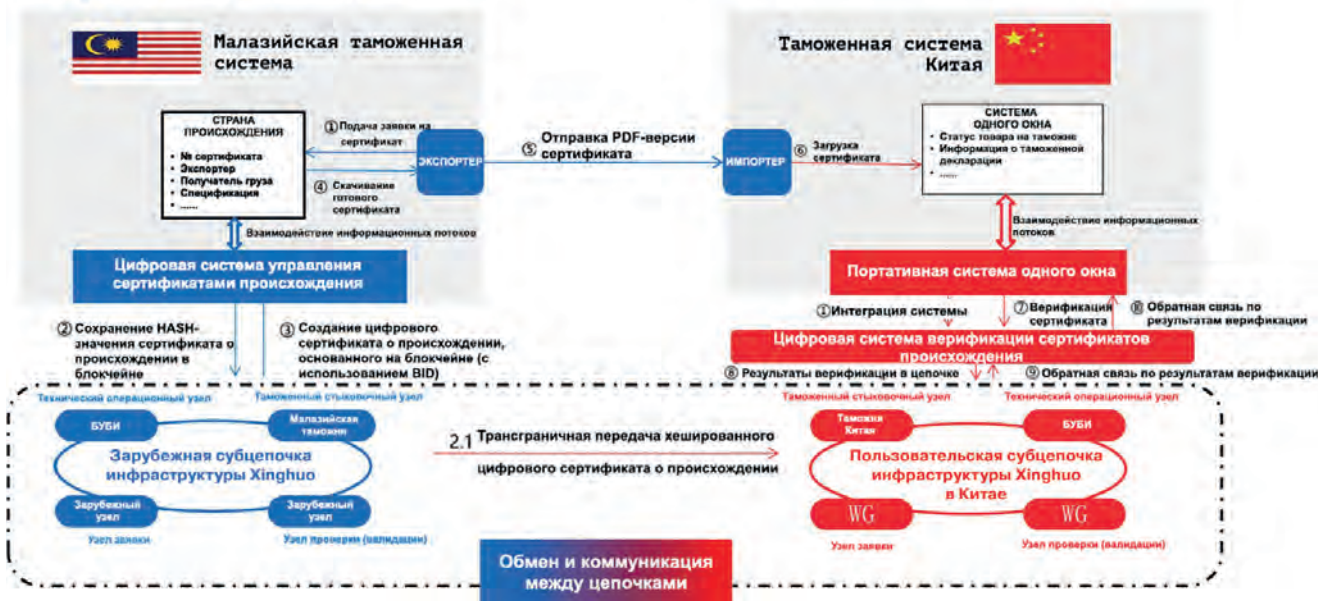 Малазийская таможенная
система
Таможенная система
Китая
СТРАНА
ПРОИСХОЖДЕНИЯ
• № сертификата
• Экспортер
• Получатель груза
• Спецификация
• ......
① Подача заявки на
сертификат
④ Скачивание
готового
сертификата
ЭКСПОРТЕР
⑤ Отправка PDF-версии
сертификата
ИМПОРТЕР
⑥ Загрузка
сертификата
СИСТЕМА
ОДНОГО ОКНА
• Статус товара на таможне
• Информация о таможенной
декларации
• ......
Взаимодействие информационных потоков
Взаимодействие информационных
потоков
Цифровая система управления
сертификатами происхождения
Портативная система одного окна
② Сохранение HASH-
значения сертификата о
происхождении в
блокчейне
③ Создание цифрового
сертификата о происхождении,
основанного на блокчейне (с
использованием BID)
① Интеграция системы
⑦ Верификация
сертификата
⑩ Обратная связь по
результатам верификации
Цифровая система верификации сертификатов
происхождения
⑧ Результаты верификации в цепочке
⑨ Обратная связь по результатам верификации
Технический операционный узел
Таможенный стыковочный узел
БУБИ
Малазийская
таможня
Зарубежная субцепочка
инфраструктуры Xinghuo
Зарубежный
узел
Зарубежный
узел
Узел заявки
Узел проверки (валидации)
2.1 Трансграничная передача хешированного
цифрового сертификата о происхождении
Таможенный стыковочный узел
Технический операционный узел
Таможня
Китая
БУБИ
Пользовательская субцепочка
инфраструктуры Xinghuo
в Китае
WG
WG
Узел заявки
Узел проверки (валидации)
Обмен и коммуникация
между цепочками